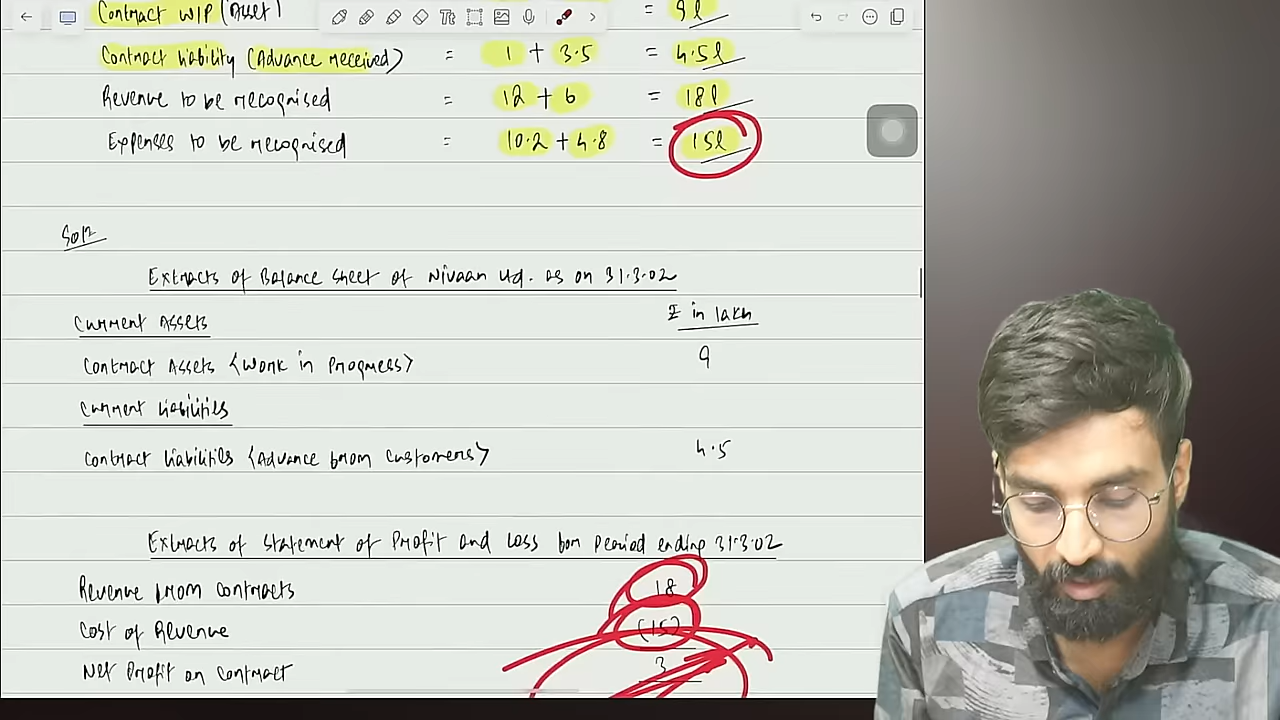 Contract WIP (Asset) = 9l
Contract liability (Advance received) = 1 + 3.5 = 4.5l
Revenue to be recognised = 12 + 6 = 18l
Expenses to be recognised = 10.2 + 4.8 = 15l
Soln
Extracts of Balance Sheet of Nivaan Ltd. as on 31.3.02
₹ in lakh
Current Assets
Contract Assets <Work in Progress> 9
Current Liabilities
Contract Liabilities <Advance from Customers> 4.5
Extracts of Statement of Profit and Loss for Period ending 31.3.02
Revenue from contracts 18
Cost of Revenue (15)
Net Profit on Contract 3